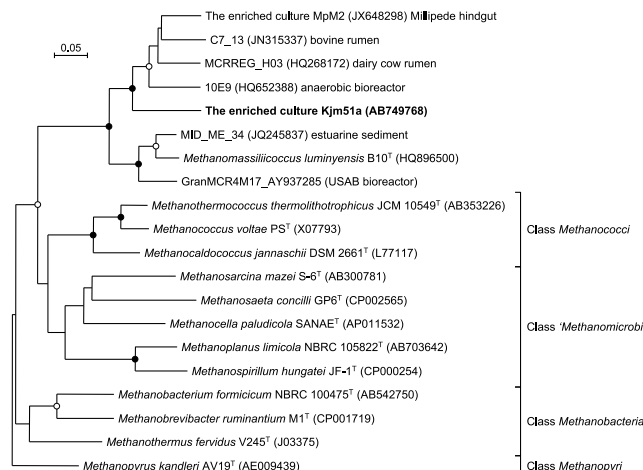 The enriched culture MpM2 (JX648298) Millipede hindgut
C7_13 (JN315337) bovine rumen
0.05
MCRREG_H03 (HQ268172) dairy cow rumen
10E9 (HQ652388) anaerobic bioreactor
The enriched culture Kjm51a (AB749768)
MID_ME_34 (JQ245837) estuarine sediment
Methanomassiliicoccus luminyensis B10ᵀ (HQ896500)
GranMCR4M17_AY937285 (USAB bioreactor)
Methanothermococcus thermolithotrophicus JCM 10549ᵀ (AB353226)
Methanococcus voltae PSᵀ (X07793)
Class Methanococci
Methanocaldococcus jannaschii DSM 2661ᵀ (L77117)
Methanosarcina mazei S-6ᵀ (AB300781)
Methanosaeta concilli GP6ᵀ (CP002565)
Methanocella paludicola SANAEᵀ (AP011532)
Class ‘Methanomicrobi
Methanoplanus limicola NBRC 105822ᵀ (AB703642)
Methanospirillum hungatei JF-1ᵀ (CP000254)
Methanobacterium formicicum NBRC 100475ᵀ (AB542750)
Methanobrevibacter ruminantium M1ᵀ (CP001719)
Class Methanobacteria
Methanothermus fervidus V245ᵀ (J03375)
Methanopyrus kandleri AV19ᵀ (AE009439)
Class Methanopyri